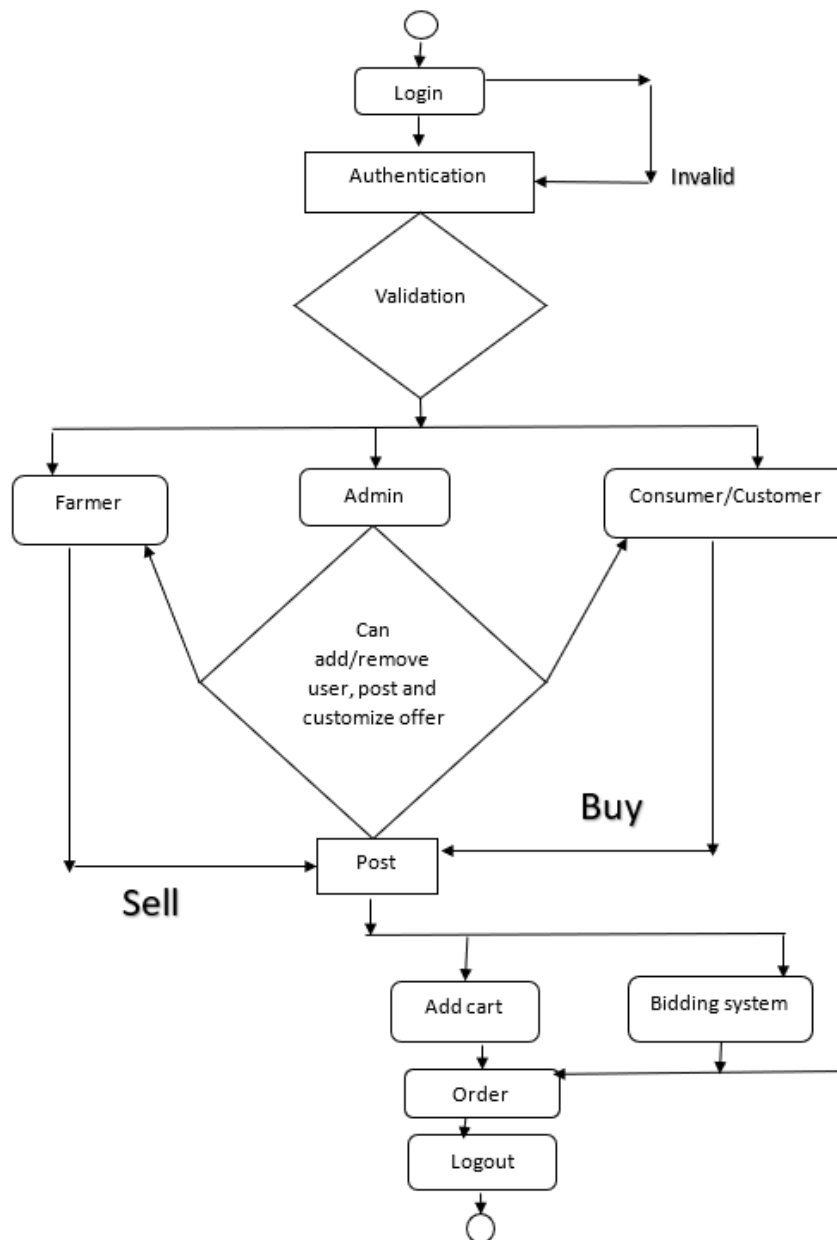 Login
Authentication
Invalid
Validation
Farmer
Admin
Consumer/Customer
Can
add/remove
user, post and
customize offer
Buy
Post
Sell
Add cart
Bidding system
Order
Logout